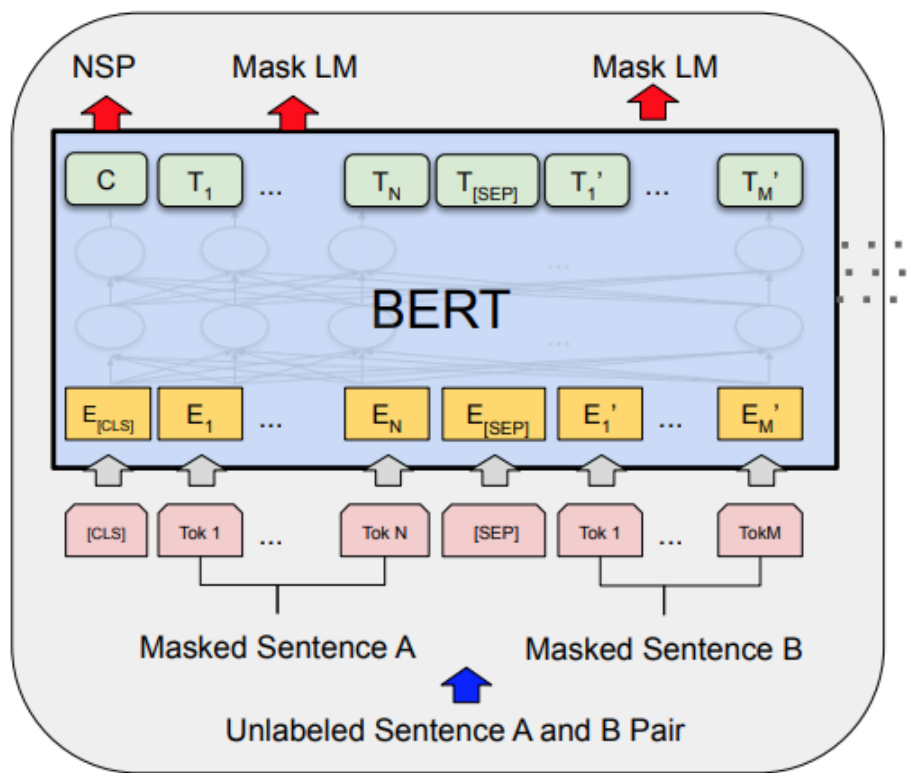 NSP Mask LM Mask LM
C T1 ... TN T[SEP] T1’ ... TM’
...
BERT
...
E[CLS] E1 ... EN E[SEP] E1’ ... EM’
[CLS] Tok 1 ... Tok N [SEP] Tok 1 ... TokM
Masked Sentence A Masked Sentence B
Unlabeled Sentence A and B Pair